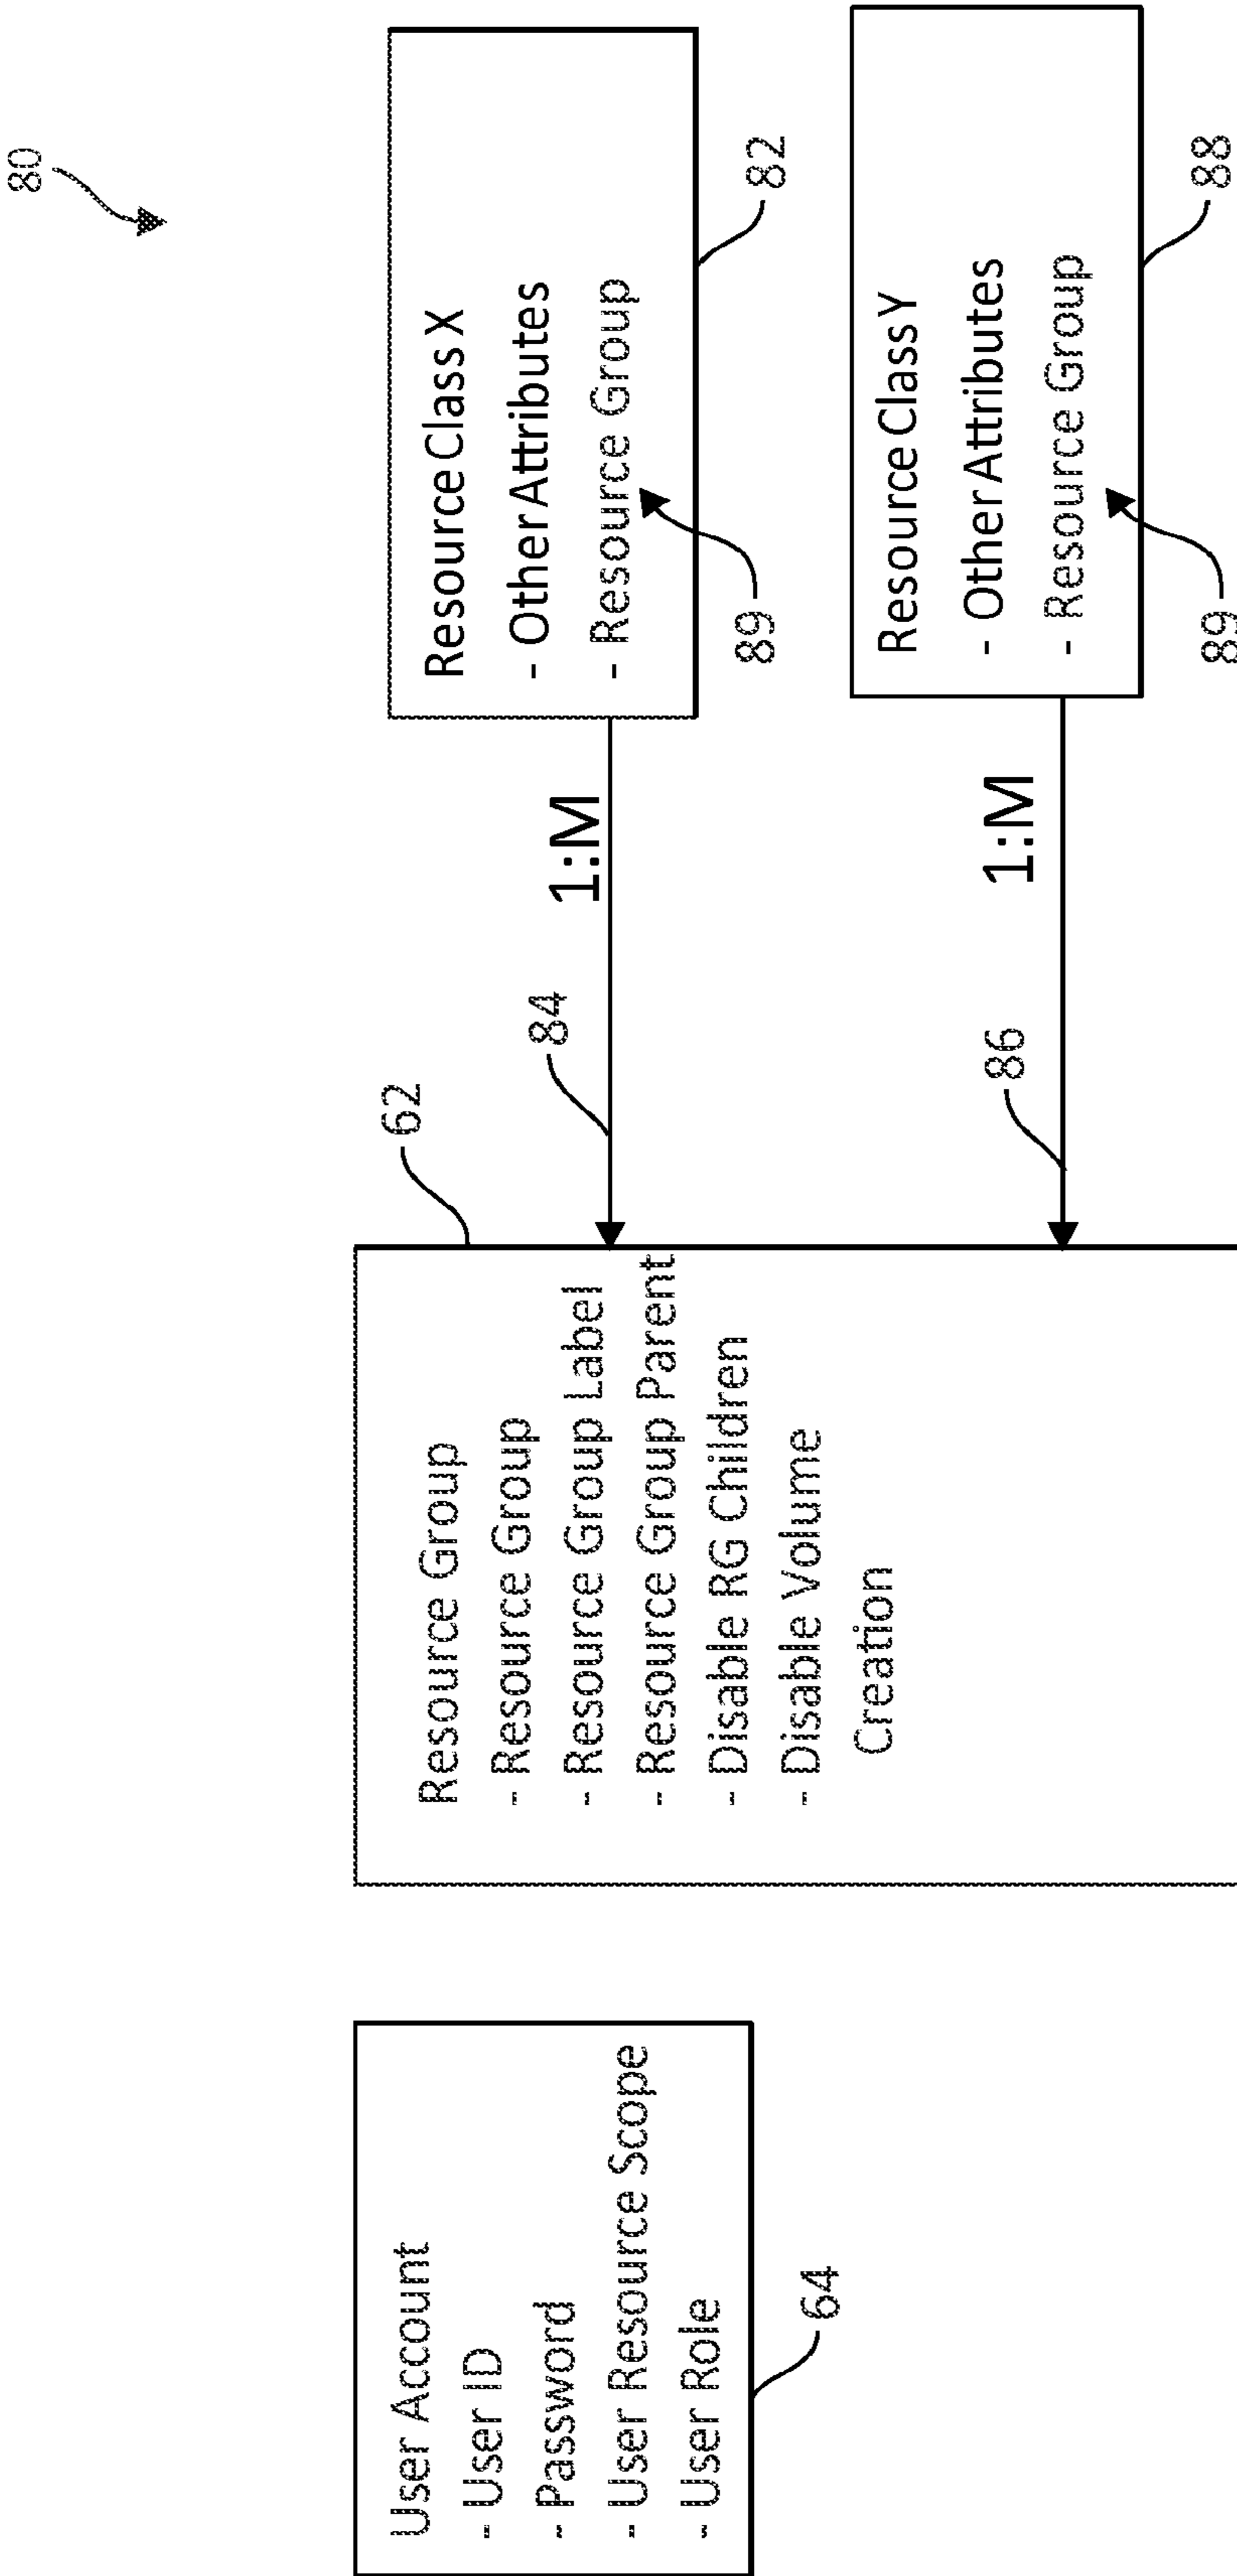 80
User Account
- User ID
- Password
- User Resource Scope
- User Role
64
Resource Group
- Resource Group
- Resource Group Label
- Resource Group Parent
- Disable RG Children
- Disable Volume
Creation
62
84
1:M
86
1:M
Resource Class X
- Other Attributes
- Resource Group
89
82
Resource Class Y
- Other Attributes
- Resource Group
89
88